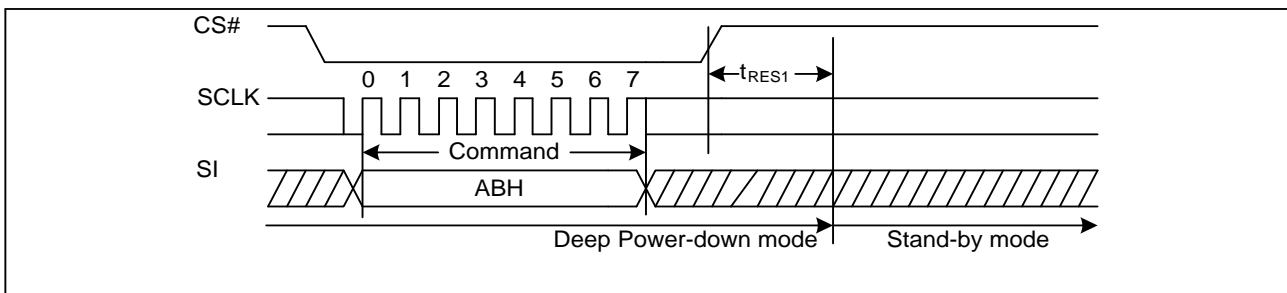 CS#
tRES1
0 1 2 3 4 5 6 7
SCLK
Command
SI
ABH
Deep Power-down mode
Stand-by mode